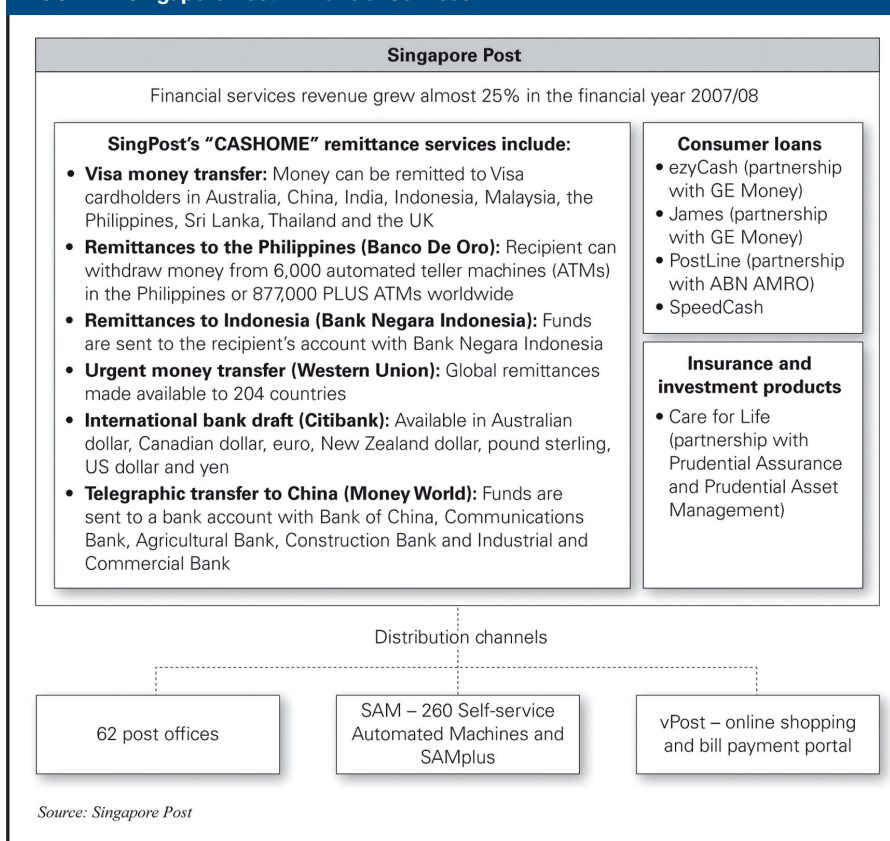 Singapore Post
Financial services revenue grew almost 25% in the financial year 2007/08
SingPost's “CASHOME” remittance services include:
• Visa money transfer: Money can be remitted to Visa
cardholders in Australia, China, India, Indonesia, Malaysia, the
Philippines, Sri Lanka, Thailand and the UK
• Remittances to the Philippines (Banco De Oro): Recipient can
withdraw money from 6,000 automated teller machines (ATMs)
in the Philippines or 877,000 PLUS ATMs worldwide
• Remittances to Indonesia (Bank Negara Indonesia): Funds
are sent to the recipient's account with Bank Negara Indonesia
• Urgent money transfer (Western Union): Global remittances
made available to 204 countries
• International bank draft (Citibank): Available in Australian
dollar, Canadian dollar, euro, New Zealand dollar, pound sterling,
US dollar and yen
• Telegraphic transfer to China (Money World): Funds are
sent to a bank account with Bank of China, Communications
Bank, Agricultural Bank, Construction Bank and Industrial and
Commercial Bank
Consumer loans
• ezyCash (partnership
with GE Money)
• James (partnership
with GE Money)
• PostLine (partnership
with ABN AMRO)
• SpeedCash
Insurance and
investment products
• Care for Life
(partnership with
Prudential Assurance
and Prudential Asset
Management)
Distribution channels
62 post offices
SAM – 260 Self-service
Automated Machines and
SAMplus
vPost – online shopping
and bill payment portal
Source: Singapore Post